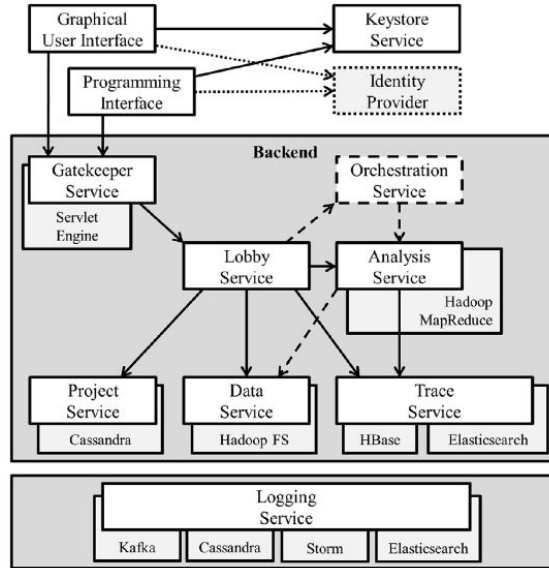 Graphical
User Interface
Keystore
Service
Programming
Interface
Identity
Provider
Backend
Gatekeeper
Service
Servlet
Engine
Orchestration
Service
Lobby
Service
Analysis
Service
Hadoop
MapReduce
Project
Service
Cassandra
Data
Service
Hadoop FS
Trace
Service
HBase
Elasticsearch
Logging
Service
Kafka
Cassandra
Storm
Elasticsearch